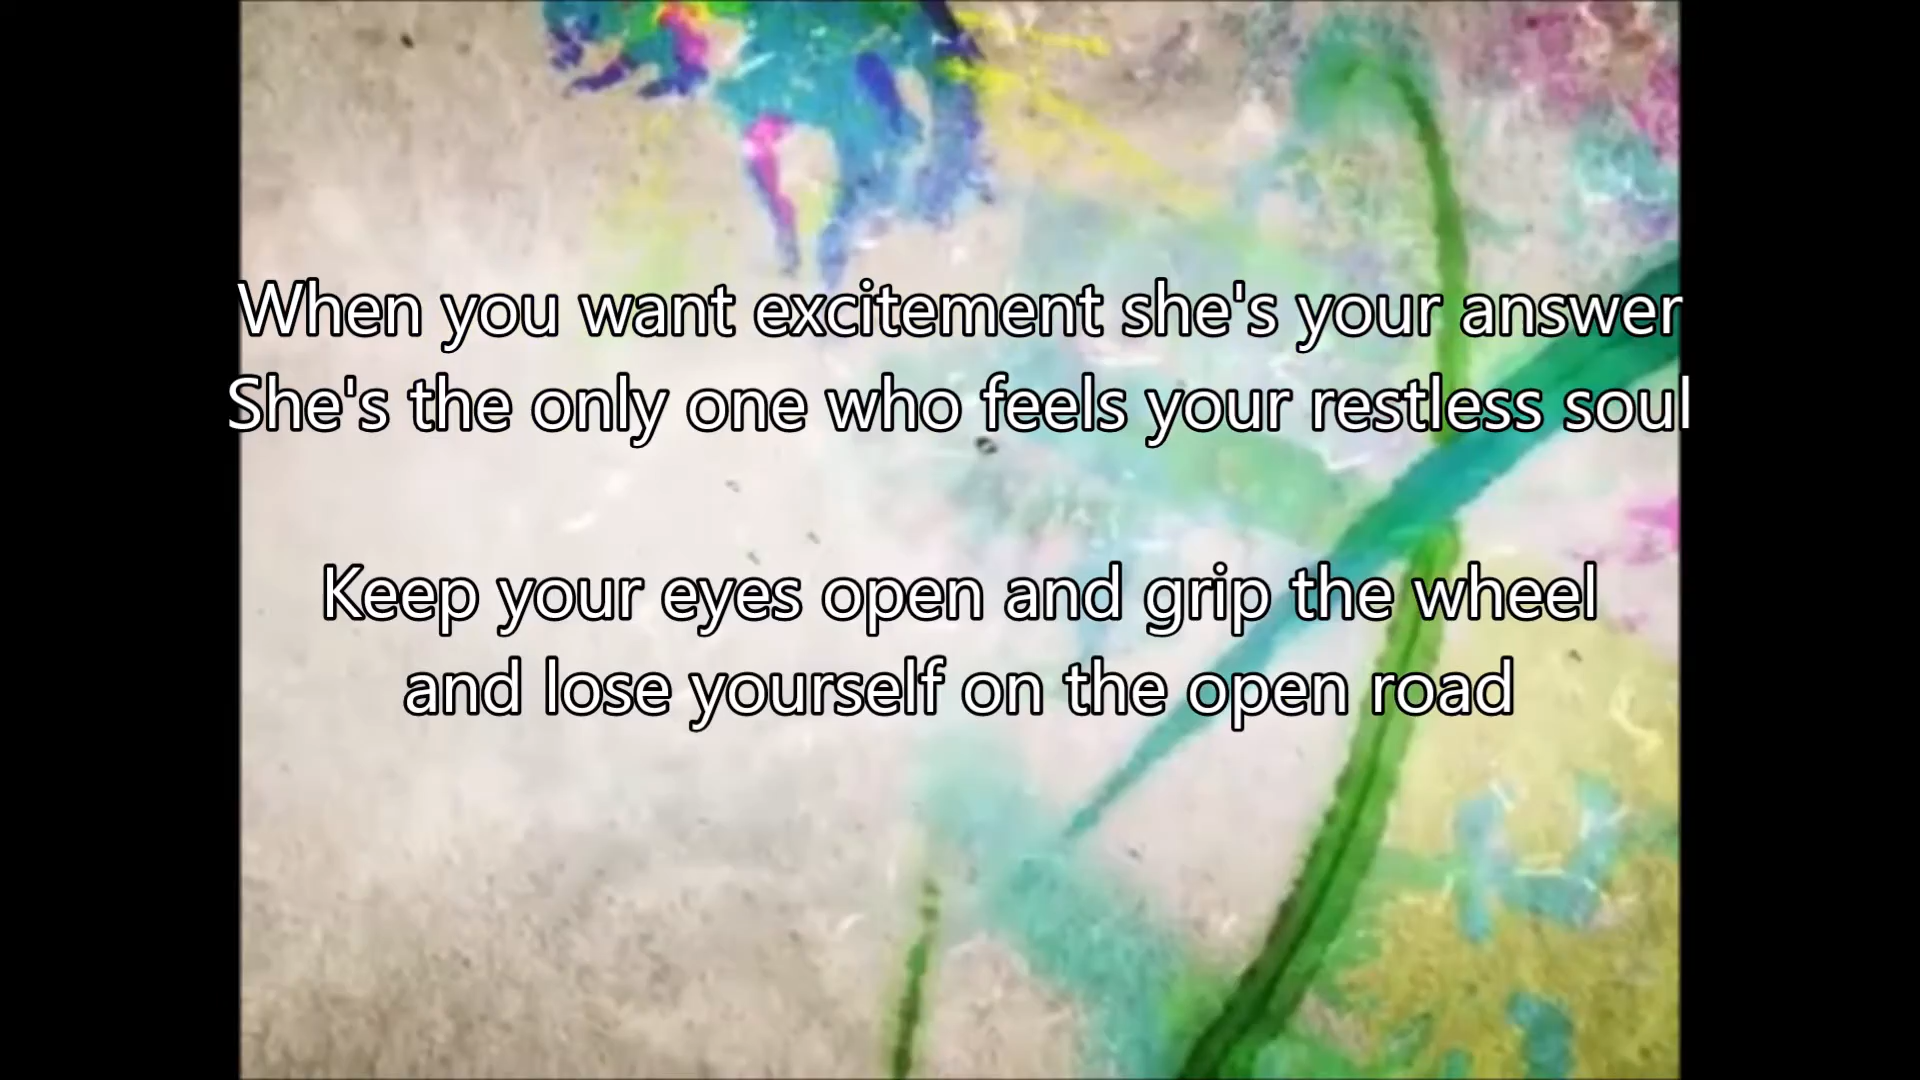 When you want excitement she's your answer
She's the only one who feels your restless soul
Keep your eyes open and grip the wheel
and lose yourself on the open road